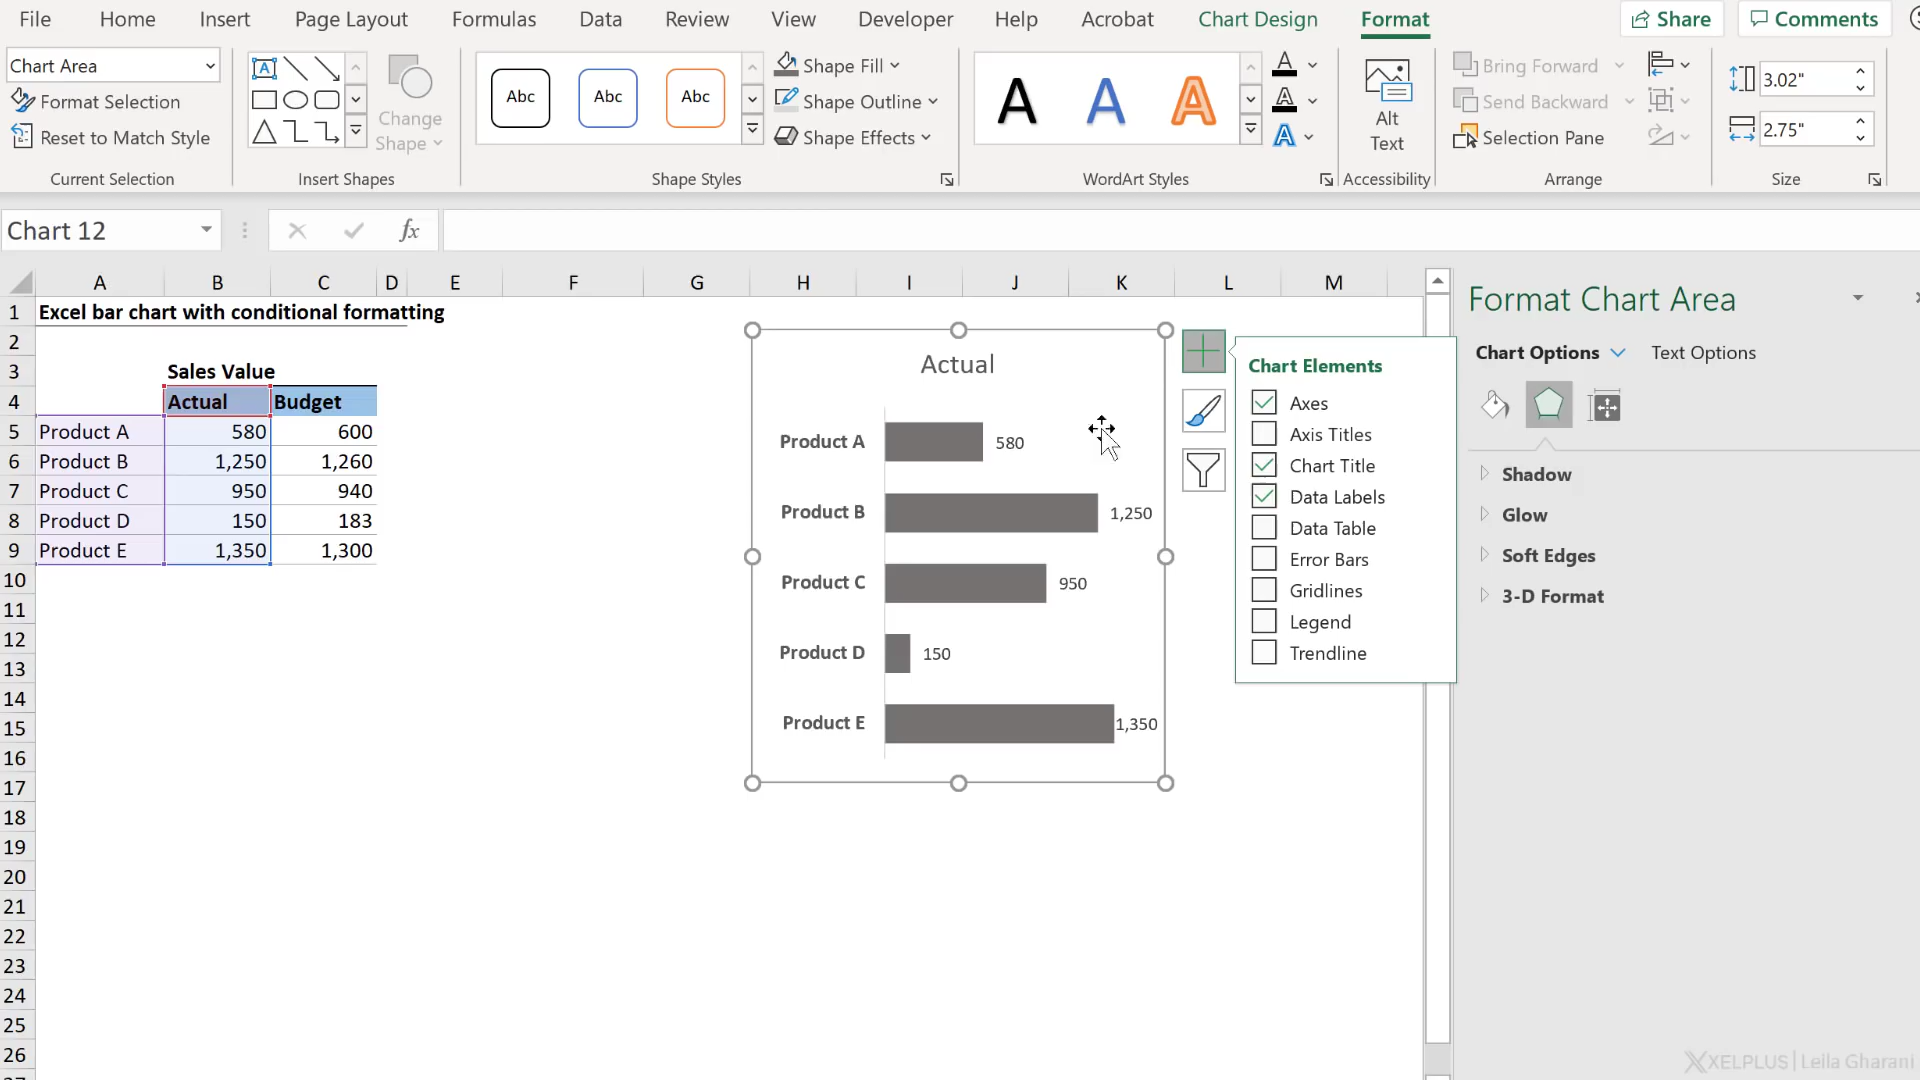 File Home Insert Page Layout Formulas Data Review View Developer Help Acrobat Chart Design Format Share Comments
Chart Area
Format Selection
Reset to Match Style
Current Selection
Change
Shape
Insert Shapes
Abc Abc Abc
Shape Fill
Shape Outline
Shape Effects
Shape Styles
A A A
WordArt Styles
Alt
Text
Accessibility
Bring Forward
Send Backward
Selection Pane
Arrange
3.02"
2.75"
Size
Chart 12
fx
A B C D E F G H I J K L M
1 Excel bar chart with conditional formatting
2
3 Sales Value
4 Actual Budget
5 Product A 580 600
6 Product B 1,250 1,260
7 Product C 950 940
8 Product D 150 183
9 Product E 1,350 1,300
10
11
12
13
14
15
16
17
18
19
20
21
22
23
24
25
26
Actual
Product A 580
Product B 1,250
Product C 950
Product D 150
Product E 1,350
Chart Elements
Axes
Axis Titles
Chart Title
Data Labels
Data Table
Error Bars
Gridlines
Legend
Trendline
Format Chart Area
Chart Options Text Options
Shadow
Glow
Soft Edges
3-D Format
XELPLUS | Leila Gharani